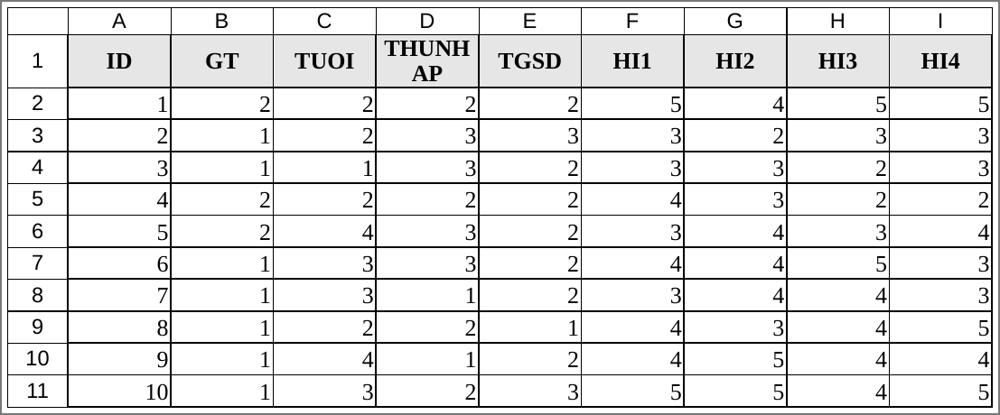 A B C D E F G H I
1 ID GT TUOI THUNH TGSD HI1 HI2 HI3 HI4
AP
2 1 2 2 2 2 5 4 5 5
3 2 1 2 3 3 3 2 3 3
4 3 1 1 3 2 3 3 2 3
5 4 2 2 2 2 4 3 2 2
6 5 2 4 3 2 3 4 3 4
7 6 1 3 3 2 4 4 5 3
8 7 1 3 1 2 3 4 4 3
9 8 1 2 2 1 4 3 4 5
10 9 1 4 1 2 4 5 4 4
11 10 1 3 2 3 5 5 4 5